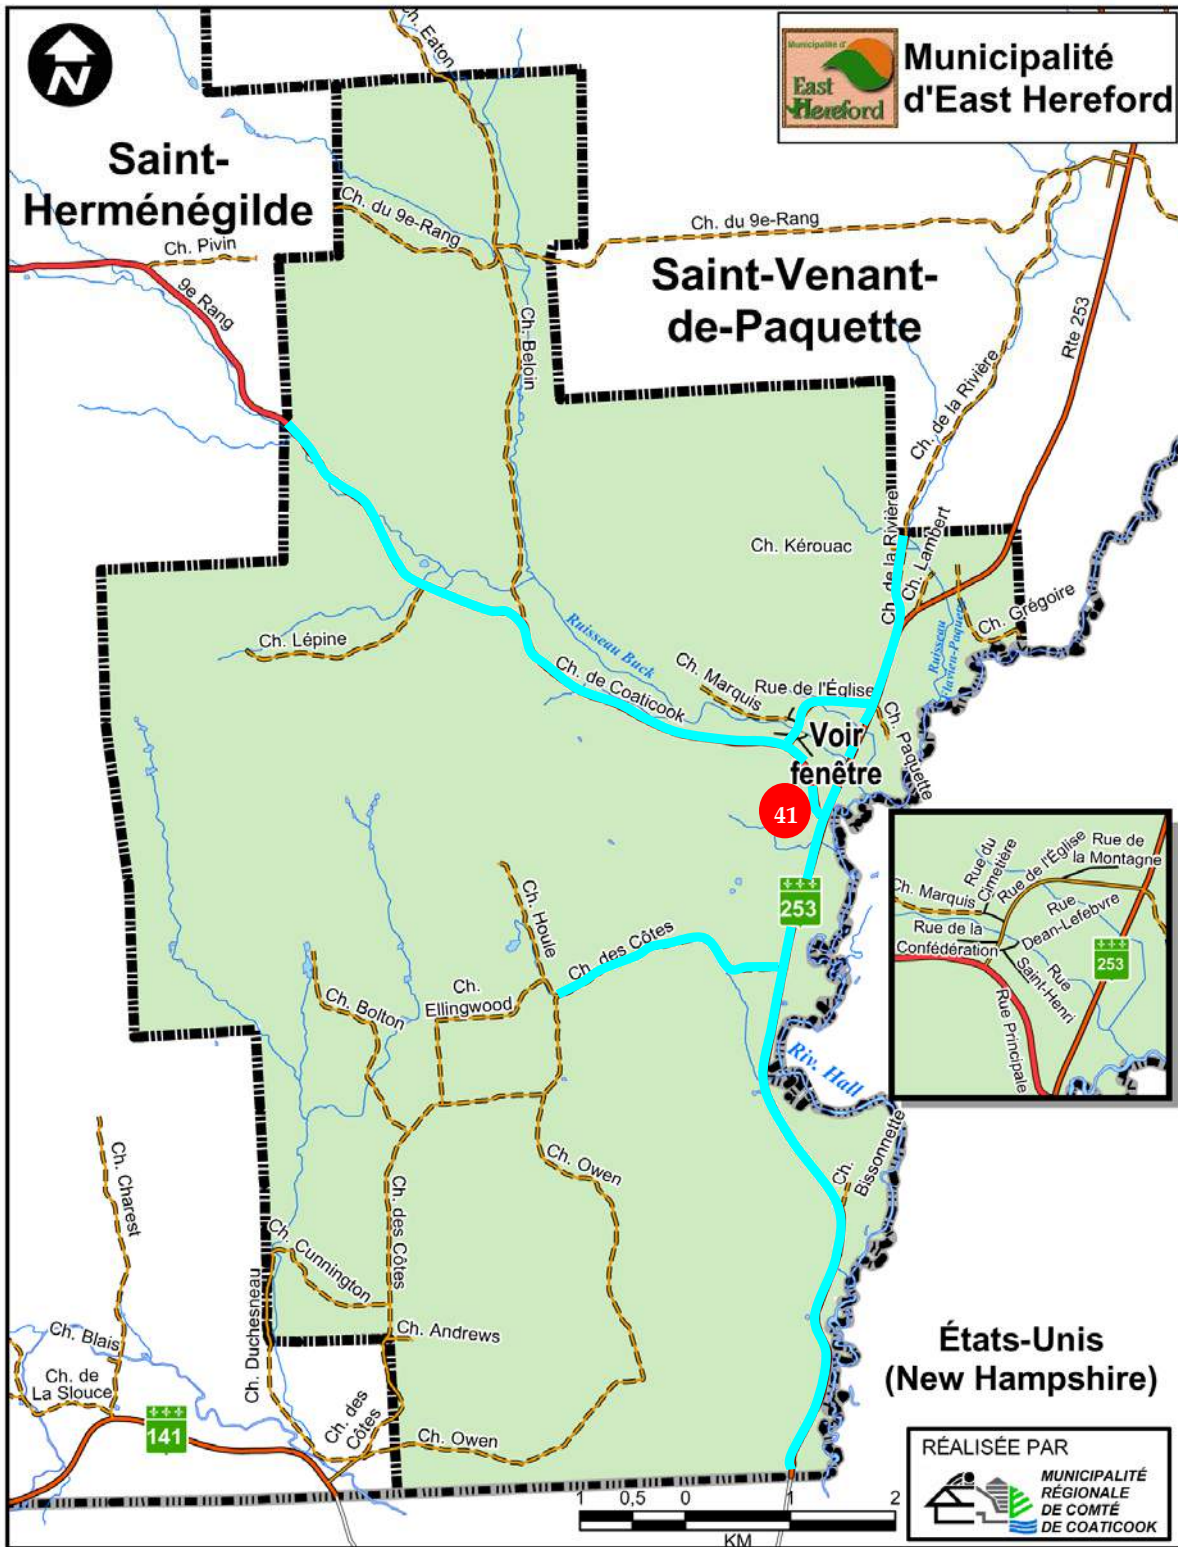 N
Municipalité d'
East
Hereford
Municipalité
d'East Hereford
Ch. Eaton
Saint-
Herménégilde
Ch. Pivin
9e Rang
Ch. du 9e-Rang
Ch. du 9e-Rang
Saint-Venant-
de-Paquette
Rte 253
Ch. Beloin
Ch. de la Rivière
Ch. de la Rivière
Ch. Lambert
Ch. Kérouac
Ch. Grégoire
Ruisseau
Flavien-Paquette
Ch. Lépine
Ruisseau Buck
Ch. de Coaticook
Ch. Marquis
Rue de l'Église
Ch. Paquette
Voir
fenêtre
41
253
Rue du
Cimetière
Rue de l'Église
Rue de
la Montagne
Ch. Marquis
Rue
Dean-Lefebvre
Rue de la
Confédération
Rue
Saint-Henri
253
Rue Principale
Ch. Houle
Ch. des Côtes
Ch.
Ellingwood
Ch. Bolton
Riv. Hall
Ch.
Bissonnette
Ch. Owen
Ch. Charest
Ch. des Côtes
Ch. Cunnington
Ch. Duchesneau
Ch. Andrews
Ch. Blais
Ch. de
La Slouce
141
Ch. des
Côtes
Ch. Owen
États-Unis
(New Hampshire)
1 0,5 0 1 2
KM
RÉALISÉE PAR
MUNICIPALITÉ
RÉGIONALE
DE COMTÉ
DE COATICOOK